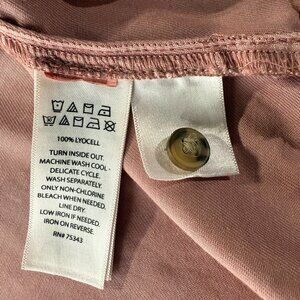 100% LYOCELL
TURN INSIDE OUT.
MACHINE WASH COOL -
DELICATE CYCLE.
WASH SEPARATELY.
ONLY NON-CHLORINE
BLEACH WHEN NEEDED.
LINE DRY.
LOW IRON IF NEEDED.
IRON ON REVERSE.
RN# 75343